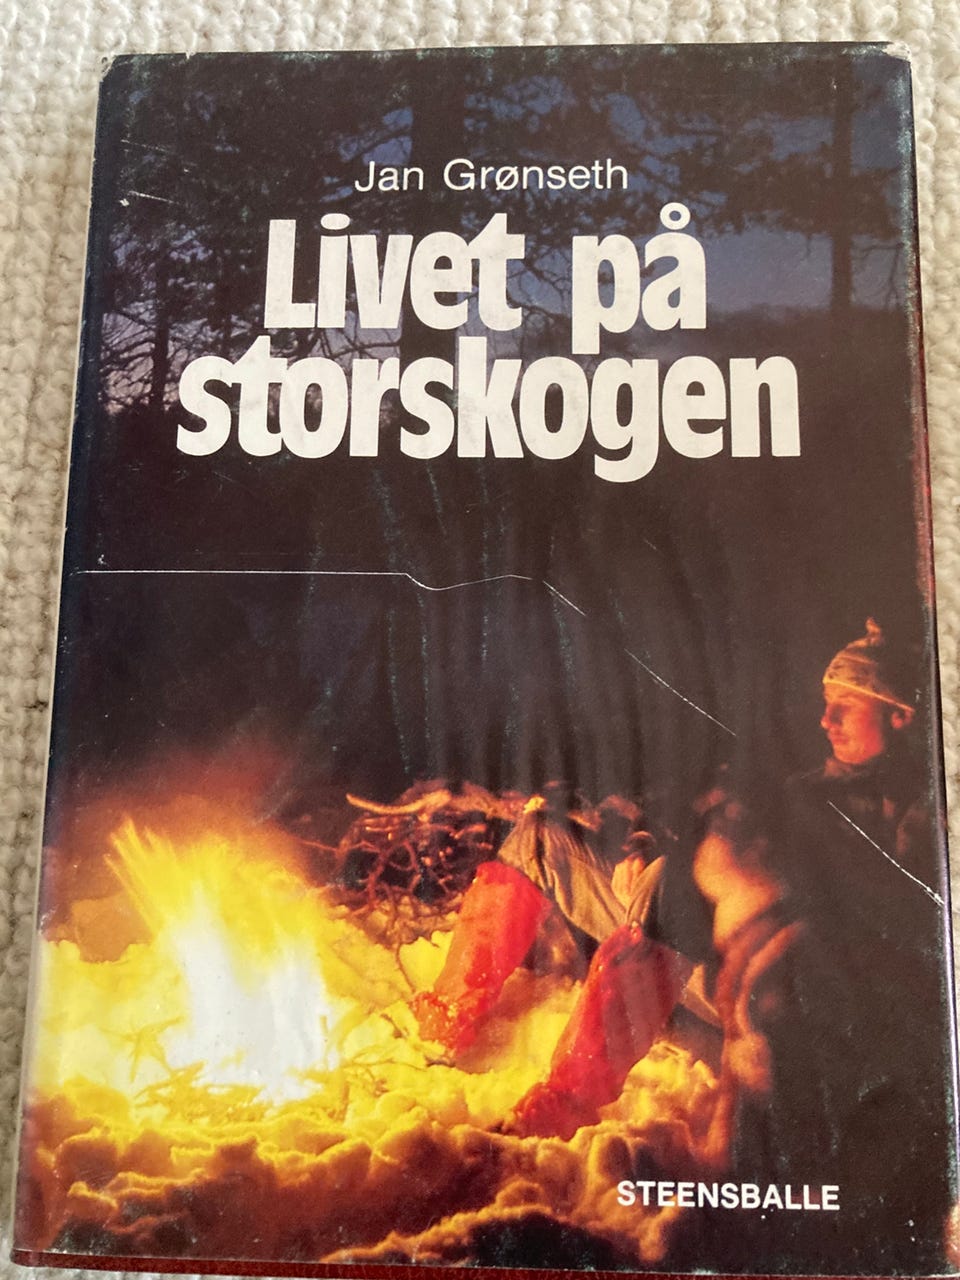 Jan Grønseth
Livet på
storskogen
STEENSBALLE